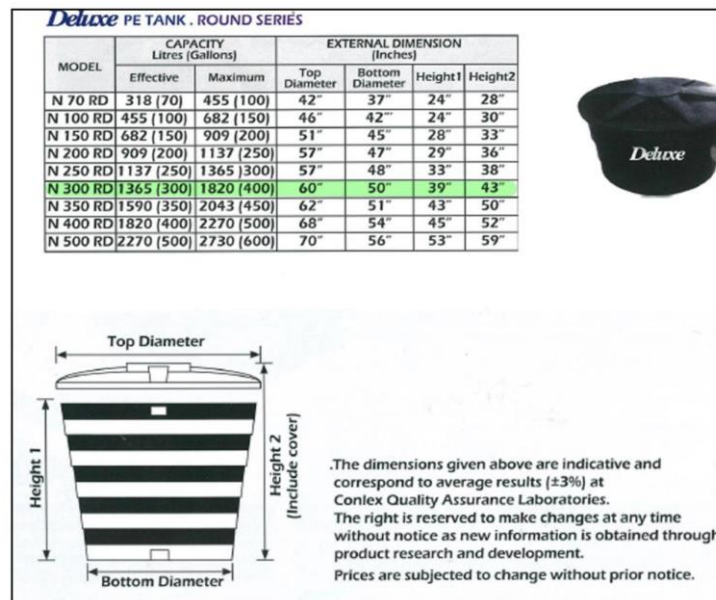 Deluxe PE TANK . ROUND SERIES
MODEL CAPACITY Litres (Gallons) EXTERNAL DIMENSION (Inches)
Effective Maximum Top Diameter Bottom Diameter Height1 Height2
N 70 RD 318 (70) 455 (100) 42" 37" 24" 28"
N 100 RD 455 (100) 682 (150) 46" 42"' 24" 30"
N 150 RD 682 (150) 909 (200) 51" 45" 28" 33"
N 200 RD 909 (200) 1137 (250) 57" 47" 29" 36"
N 250 RD 1137 (250) 1365 )300) 57" 48" 33" 38"
N 300 RD 1365 (300) 1820 (400) 60" 50" 39" 43"
N 350 RD 1590 (350) 2043 (450) 62" 51" 43" 50"
N 400 RD 1820 (400) 2270 (500) 68" 54" 45" 52"
N 500 RD 2270 (500) 2730 (600) 70" 56" 53" 59"
Deluxe
Top Diameter
Height 1
Height 2
(Include cover)
Bottom Diameter
.The dimensions given above are indicative and
correspond to average results (±3%) at
Conlex Quality Assurance Laboratories.
The right is reserved to make changes at any time
without notice as new information is obtained through
product research and development.
Prices are subjected to change without prior notice.